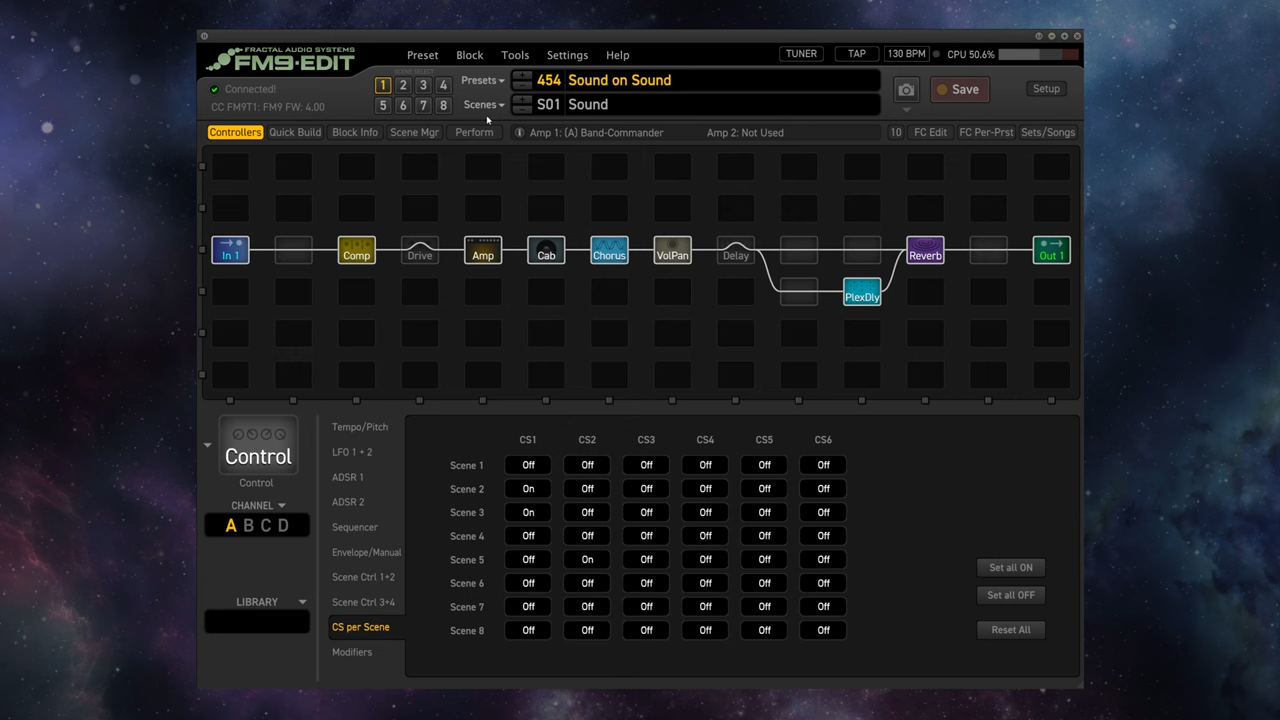 FRACTAL AUDIO SYSTEMS
FM9-EDIT
Preset Block Tools Settings Help
TUNER TAP 130 BPM CPU 50.6%
SCENE SELECT
1 2 3 4
Presets 454 Sound on Sound
Connected!
Save Setup
CC FM9T1: FM9 FW: 4.00
5 6 7 8
Scenes S01 Sound
Controllers Quick Build Block Info Scene Mgr Perform Amp 1: (A) Band-Commander Amp 2: Not Used 10 FC Edit FC Per-Prst Sets/Songs
In 1 Comp Drive Amp Cab Chorus VolPan Delay Reverb Out 1
PlexDly
Control
Control
CHANNEL
A B C D
LIBRARY
Tempo/Pitch
LFO 1 + 2
ADSR 1
ADSR 2
Sequencer
Envelope/Manual
Scene Ctrl 1+2
Scene Ctrl 3+4
CS per Scene
Modifiers
CS1 CS2 CS3 CS4 CS5 CS6
Scene 1 Off Off Off Off Off Off
Scene 2 On Off Off Off Off Off
Scene 3 On Off Off Off Off Off
Scene 4 Off Off Off Off Off Off
Scene 5 Off On Off Off Off Off
Scene 6 Off Off Off Off Off Off
Scene 7 Off Off Off Off Off Off
Scene 8 Off Off Off Off Off Off
Set all ON
Set all OFF
Reset All